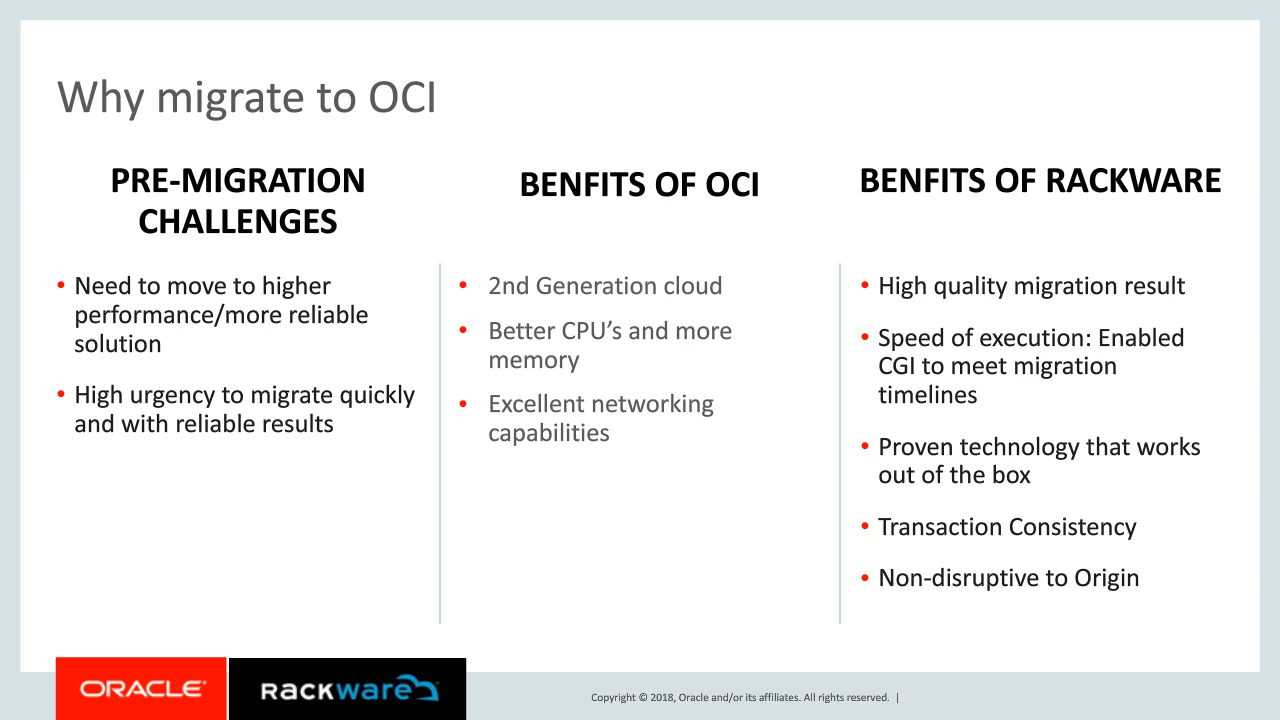 Why migrate to OCI
PRE-MIGRATION
CHALLENGES
• Need to move to higher
performance/more reliable
solution
• High urgency to migrate quickly
and with reliable results
BENFITS OF OCI
• 2nd Generation cloud
• Better CPU’s and more
memory
• Excellent networking
capabilities
BENFITS OF RACKWARE
• High quality migration result
• Speed of execution: Enabled
CGI to meet migration
timelines
• Proven technology that works
out of the box
• Transaction Consistency
• Non-disruptive to Origin
ORACLE®
rackware
Copyright © 2018, Oracle and/or its affiliates. All rights reserved. |